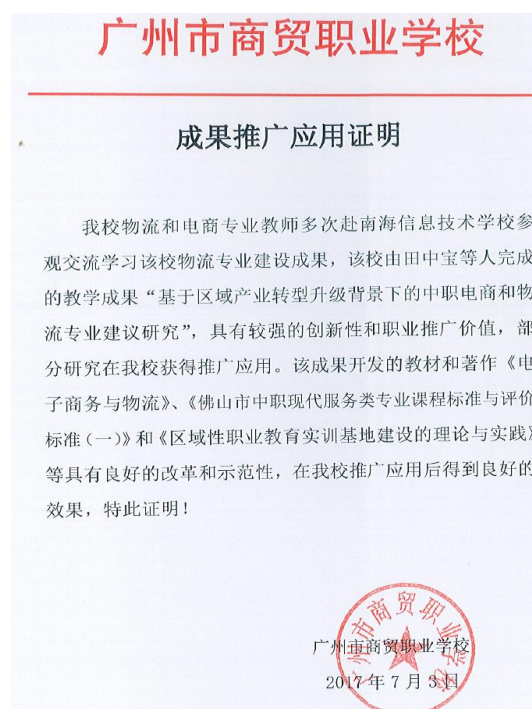 广州市商贸职业学校
成果推广应用证明
我校物流和电商专业教师多次赴南海信息技术学校参
观交流学习该校物流专业建设成果，该校由田中宝等人完成
的教学成果“基于区域产业转型升级背景下的中职电商和物
流专业建议研究”，具有较强的创新性和职业推广价值，部
分研究在我校获得推广应用。该成果开发的教材和著作《电
子商务与物流》、《佛山市中职现代服务类专业课程标准与评价
标准（一）》和《区域性职业教育实训基地建设的理论与实践》
等具有良好的改革和示范性，在我校推广应用后得到良好的
效果，特此证明！
广州市商贸职业学校
广州市商贸职业学校
2017年7月3日